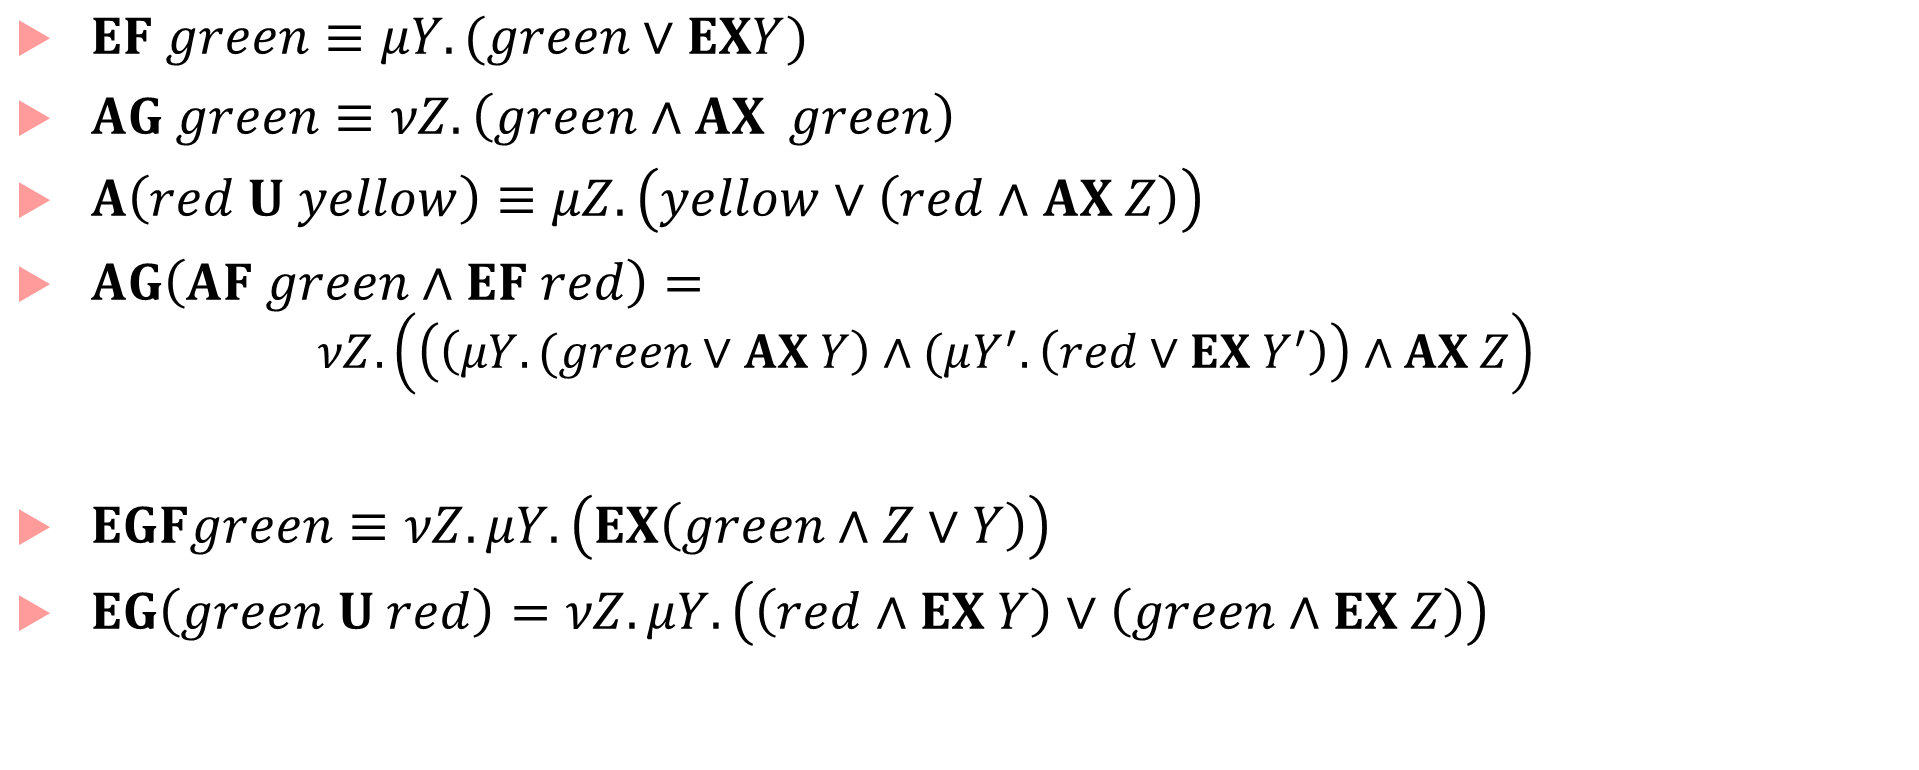 EF green ≡ μY.(green ∨ EXY)
AG green ≡ νZ.(green ∧ AX green)
A(red U yellow) ≡ μZ.(yellow ∨ (red ∧ AX Z))
AG(AF green ∧ EF red) =
νZ.(((μY.(green ∨ AX Y) ∧ (μY′.(red ∨ EX Y′)) ∧ AX Z)
EGFgreen ≡ νZ.μY.(EX(green ∧ Z ∨ Y))
EG(green U red) = νZ.μY.((red ∧ EX Y) ∨ (green ∧ EX Z))